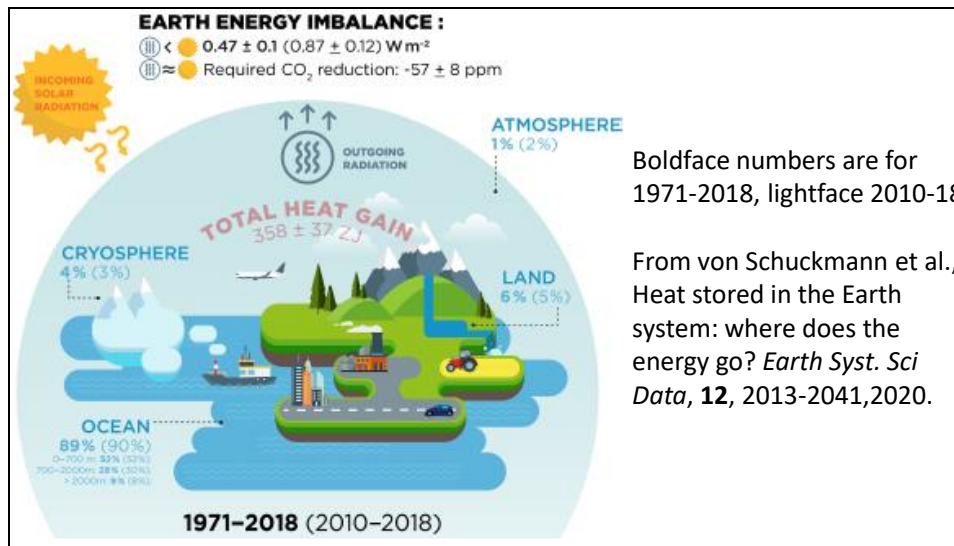 EARTH ENERGY IMBALANCE :
< 0.47 ± 0.1 (0.87 ± 0.12) W m-2
≈ Required CO2 reduction: -57 ± 8 ppm
INCOMING
SOLAR
RADIATION
OUTGOING
RADIATION
ATMOSPHERE
1% (2%)
TOTAL HEAT GAIN
358 ± 37 ZJ
CRYOSPHERE
4% (3%)
LAND
6% (5%)
OCEAN
89% (90%)
0-700 m: 52% (52%)
700-2000m: 28% (30%)
> 2000m: 9% (8%)
1971–2018 (2010–2018)
Boldface numbers are for
1971-2018, lightface 2010-18
From von Schuckmann et al.,
Heat stored in the Earth
system: where does the
energy go? Earth Syst. Sci
Data, 12, 2013-2041,2020.